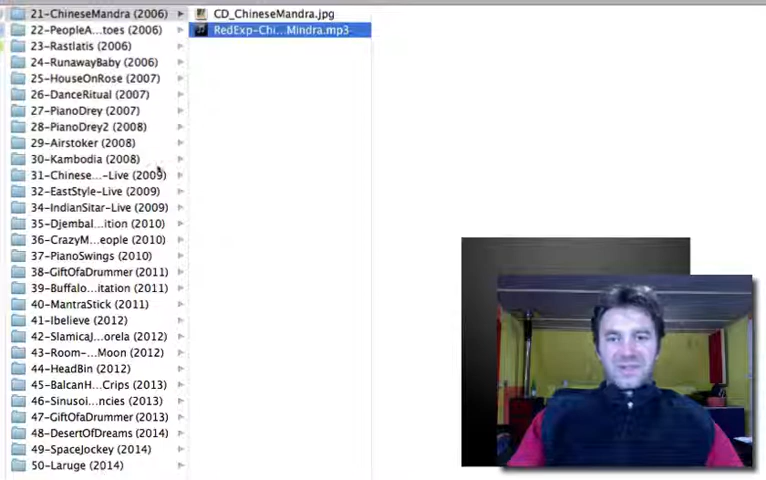 21-ChineseMandra (2006)
22-PeopleA...toes (2006)
23-Rastlatis (2006)
24-RunawayBaby (2006)
25-HouseOnRose (2007)
26-DanceRitual (2007)
27-PianoDrey (2007)
28-PianoDrey2 (2008)
29-Airstoker (2008)
30-Kambodia (2008)
31-Chinese...-Live (2009)
32-EastStyle-Live (2009)
34-IndianSitar-Live (2009)
35-Djembal...ition (2010)
36-CrazyM...eople (2010)
37-PianoSwings (2010)
38-GiftOfaDrummer (2011)
39-Buffalo...itation (2011)
40-MantraStick (2011)
41-Ibelieve (2012)
42-SlamicaJ...orela (2012)
43-Room-...Moon (2012)
44-HeadBin (2012)
45-BalcanH...Crips (2013)
46-Sinusoi...ncies (2013)
47-GiftOfaDrummer (2013)
48-DesertOfDreams (2014)
49-SpaceJockey (2014)
50-Laruge (2014)
CD_ChineseMandra.jpg
RedExp-Chi...Mindra.mp3